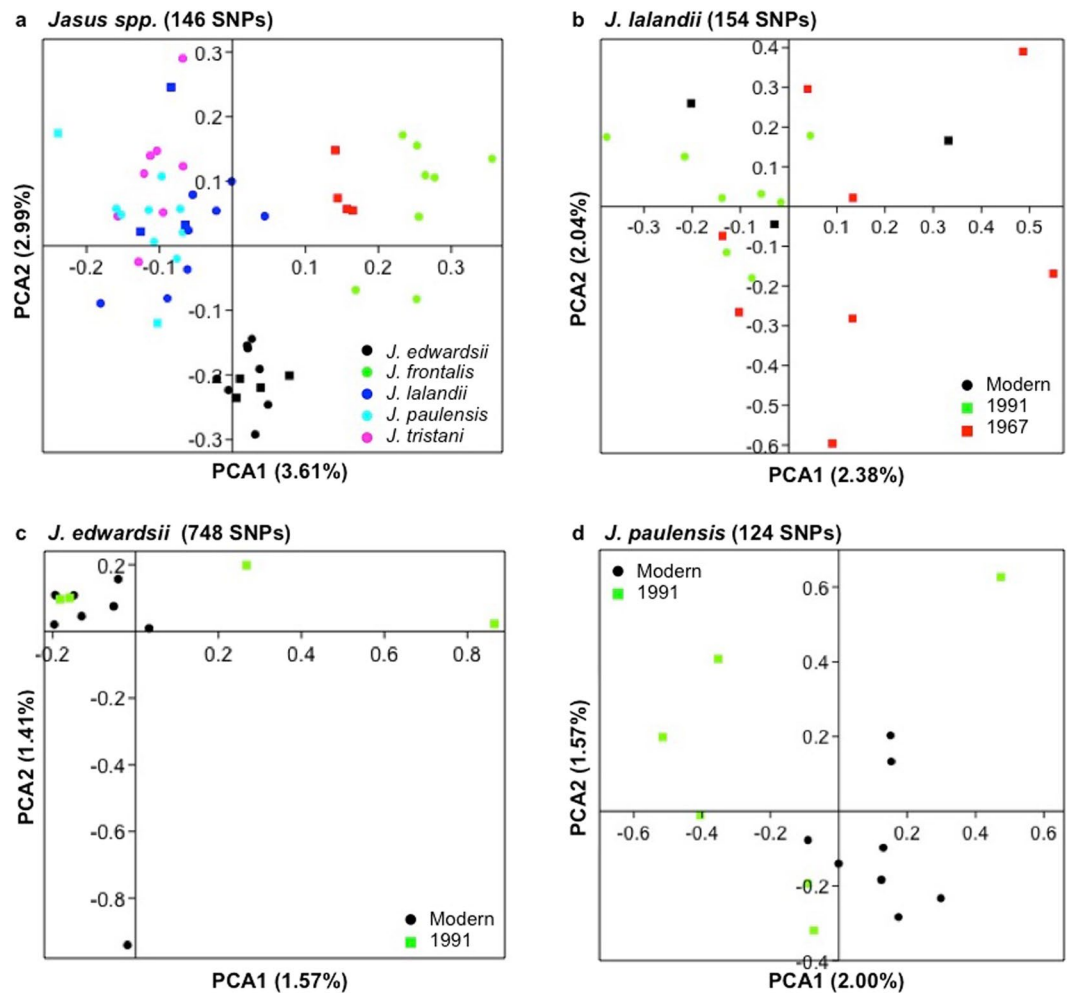 a Jasus spp. (146 SNPs)
0.3
0.2
0.1
-0.2 -0.1 0.1 0.2 0.3
-0.1
-0.2
-0.3
PCA2 (2.99%)
PCA1 (3.61%)
J. edwardsii
J. frontalis
J. lalandii
J. paulensis
J. tristani
b J. lalandii (154 SNPs)
0.4
0.3
0.2
0.1
-0.3 -0.2 -0.1 0.1 0.2 0.3 0.4 0.5
-0.1
-0.2
-0.3
-0.4
-0.5
-0.6
PCA2 (2.04%)
PCA1 (2.38%)
Modern
1991
1967
c J. edwardsii (748 SNPs)
0.2
-0.2 0.2 0.4 0.6 0.8
-0.2
-0.4
-0.6
-0.8
PCA2 (1.41%)
PCA1 (1.57%)
Modern
1991
d J. paulensis (124 SNPs)
Modern
1991
0.6
0.4
0.2
-0.6 -0.4 -0.2 0.2 0.4 0.6
-0.2
-0.4
PCA2 (1.57%)
PCA1 (2.00%)